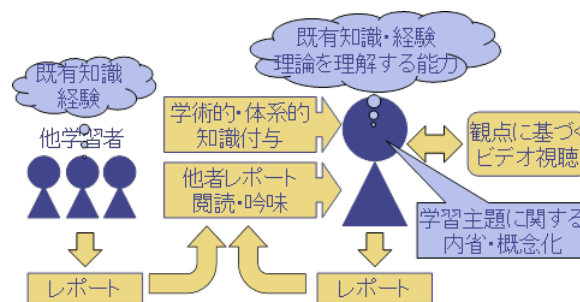 既有知識・経験
理論を理解する能力
既有知識
経験
他学習者
学術的・体系的
知識付与
観点に基づく
ビデオ視聴
他者レポート
閲読・吟味
学習主題に関する
内省・概念化
レポート
レポート